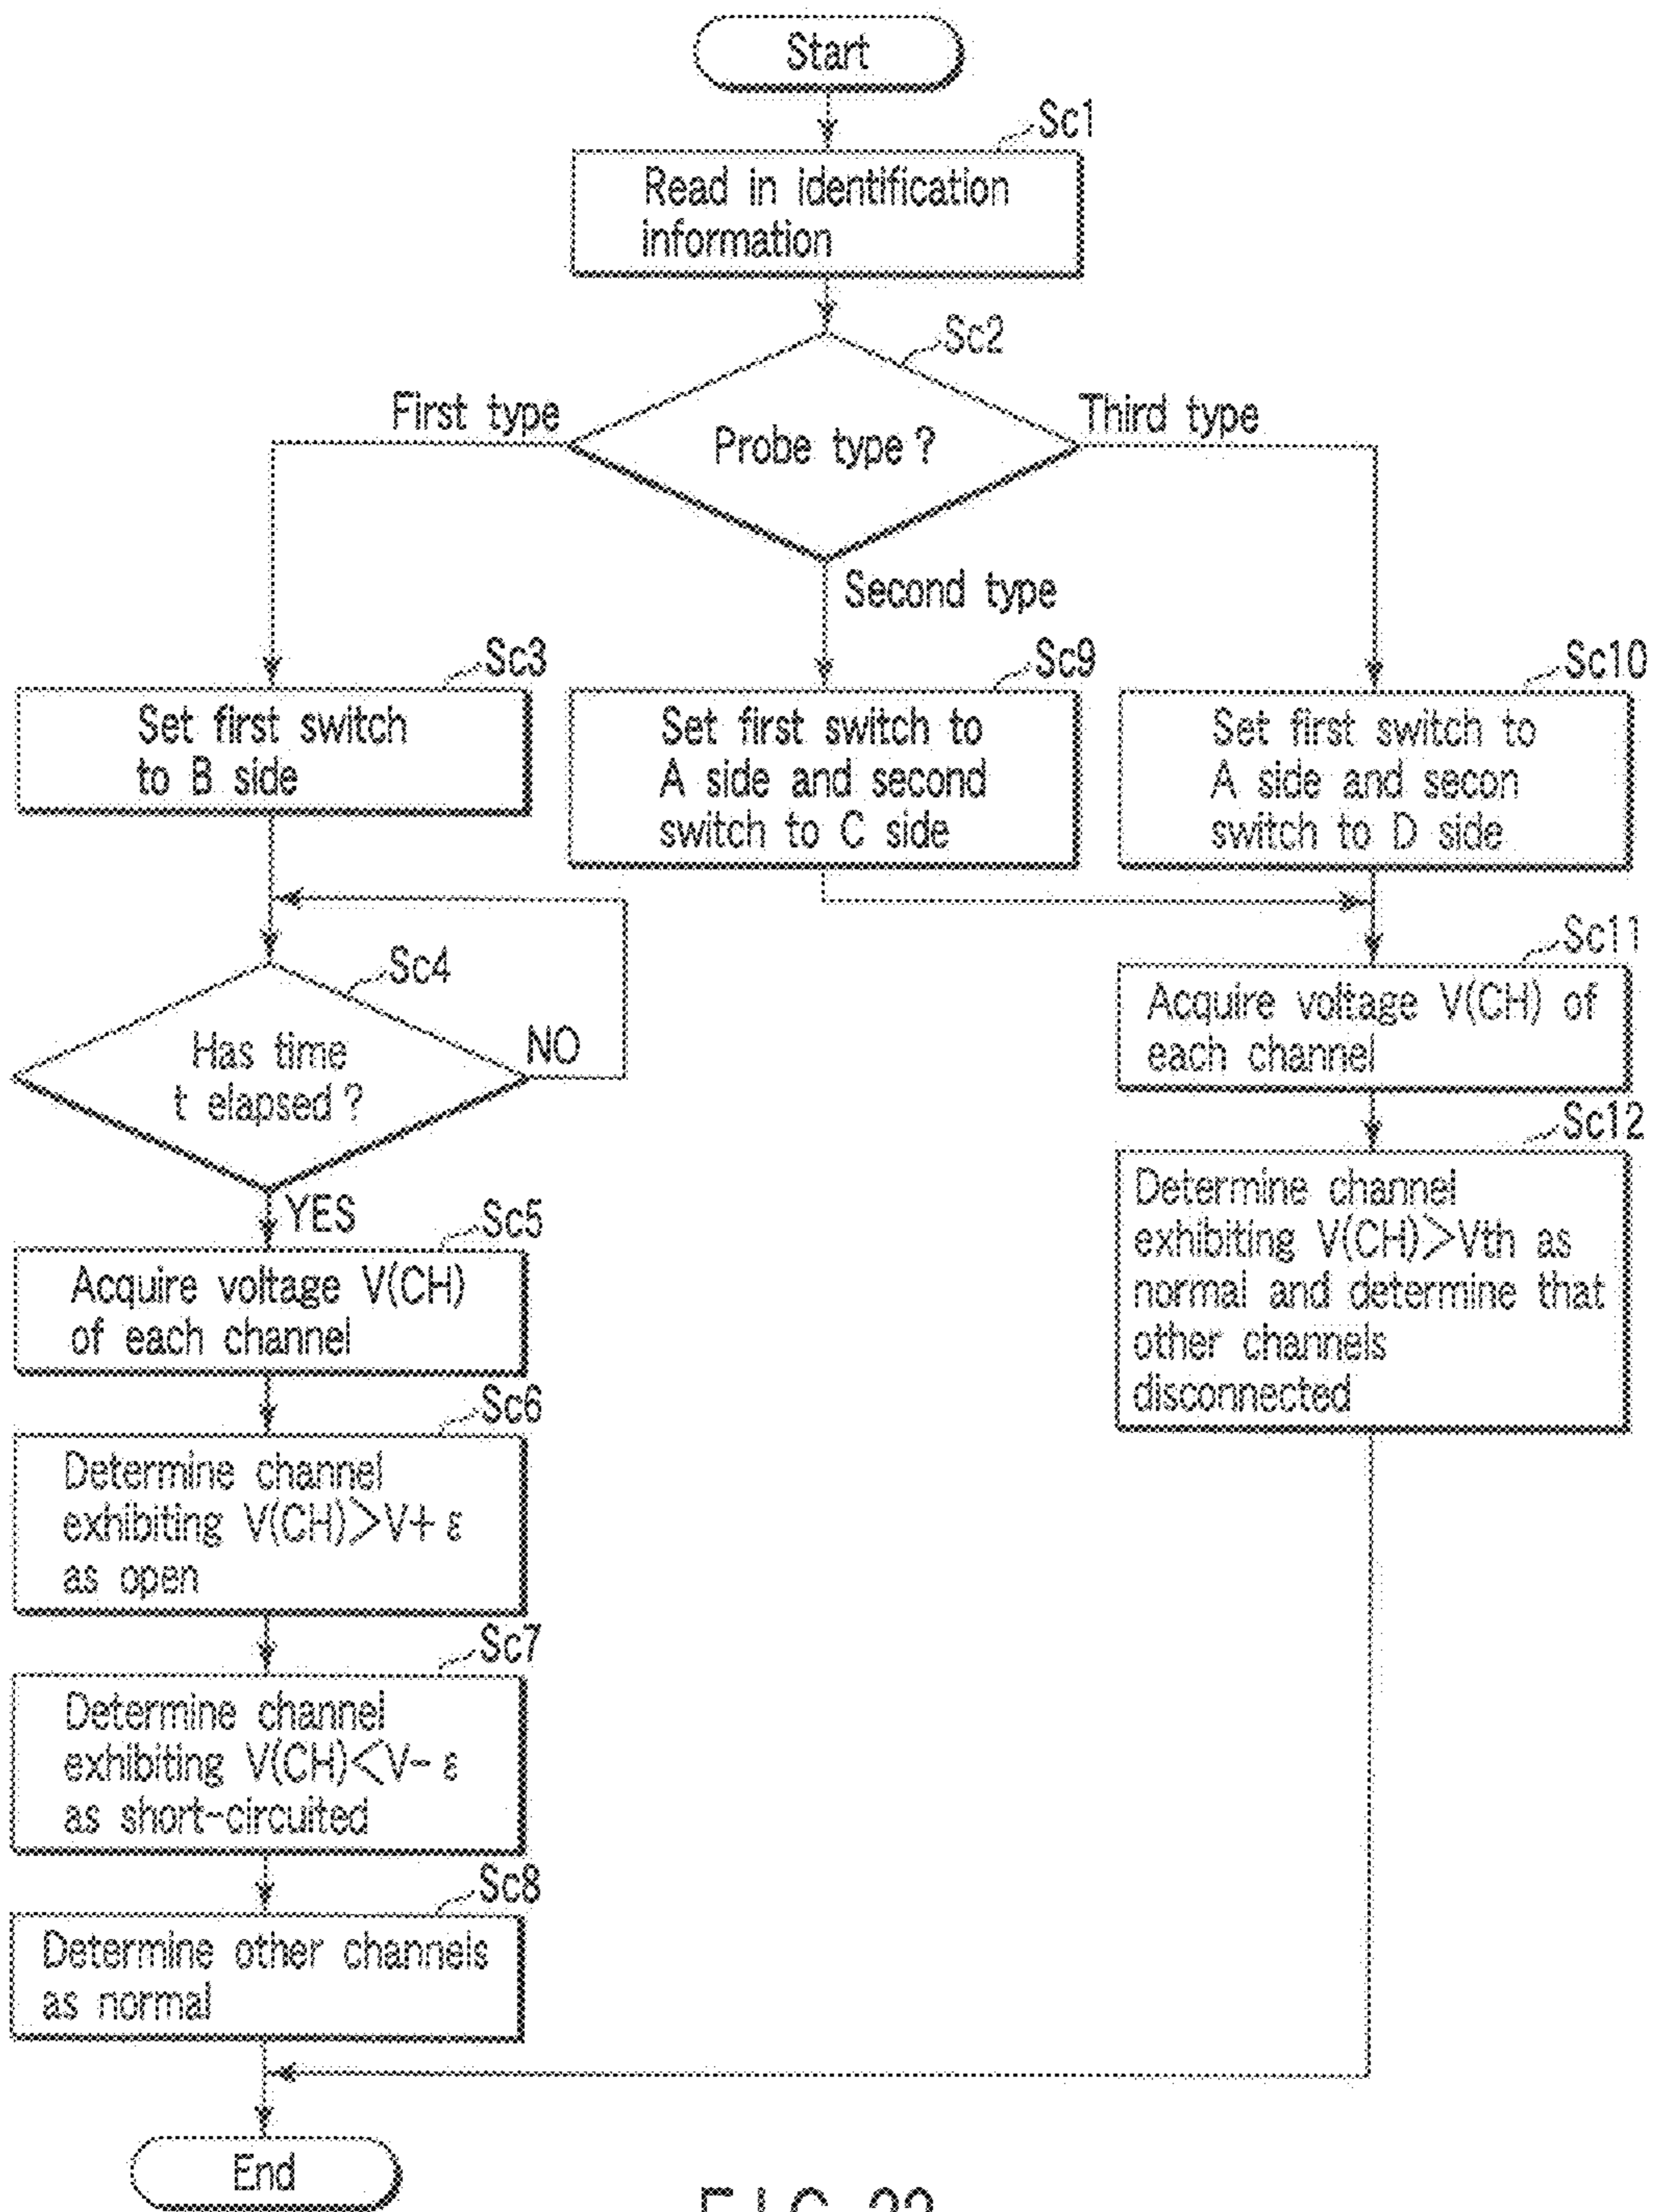 Start
Sc1
Read in identification
information
Sc2
First type
Probe type?
Third type
Second type
Sc3
Set first switch
to B side
Sc9
Set first switch to
A side and second
switch to C side
Sc10
Set first switch to
A side and secon
switch to D side
Sc4
Has time
t elapsed?
NO
YES
Sc11
Acquire voltage V(CH) of
each channel
Sc12
Determine channel
exhibiting V(CH)>Vth as
normal and determine that
other channels
disconnected
Sc5
Acquire voltage V(CH)
of each channel
Sc6
Determine channel
exhibiting V(CH)>V+ ε
as open
Sc7
Determine channel
exhibiting V(CH)<V- ε
as short-circuited
Sc8
Determine other channels
as normal
End